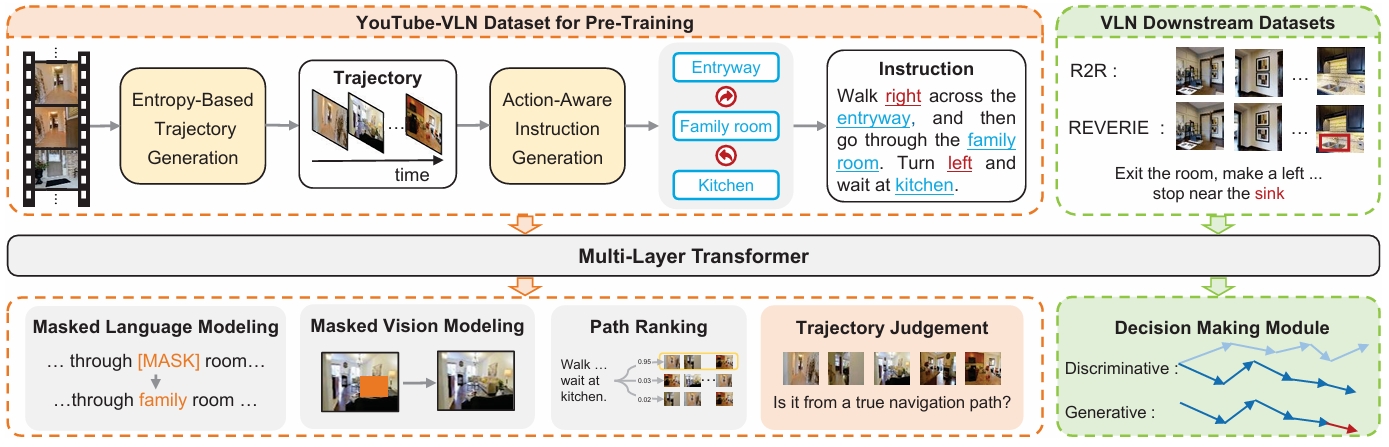 YouTube-VLN Dataset for Pre-Training
Entropy-Based
Trajectory
Generation
Trajectory
...
time
Action-Aware
Instruction
Generation
Entryway
Family room
Kitchen
Instruction
Walk right across the
entryway, and then
go through the family
room. Turn left and
wait at kitchen.
VLN Downstream Datasets
R2R :
...
REVERIE :
...
Exit the room, make a left ...
stop near the sink
Multi-Layer Transformer
Masked Language Modeling
... through [MASK] room...
...through family room ...
Masked Vision Modeling
Path Ranking
Walk ...
wait at
kitchen.
0.95
0.03
...
0.02
Trajectory Judgement
Is it from a true navigation path?
Decision Making Module
Discriminative :
Generative :